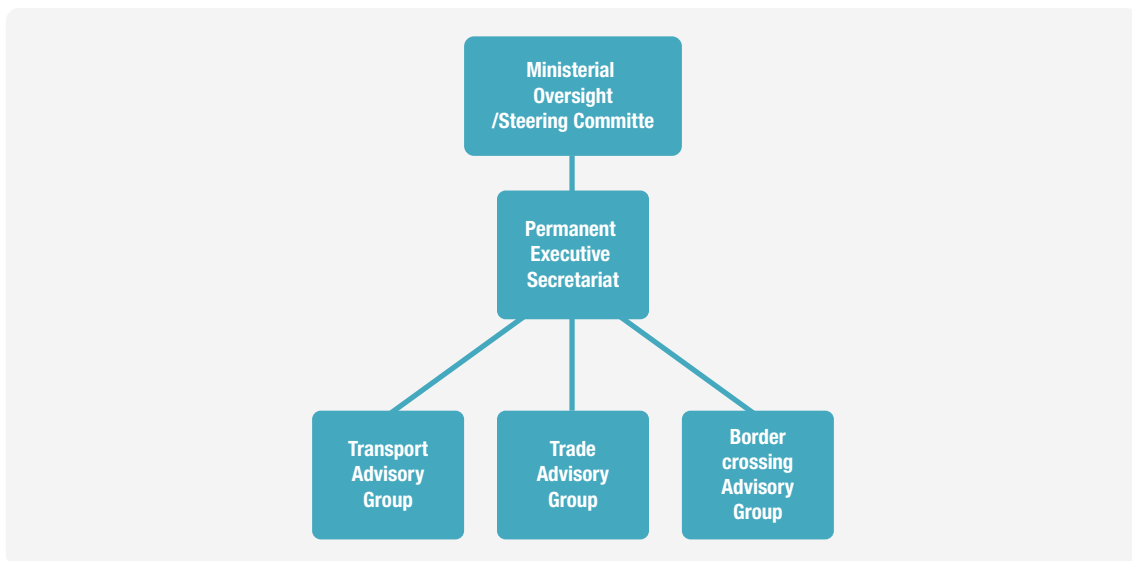 Ministerial
Oversight
/Steering Committe
Permanent
Executive
Secretariat
Transport
Advisory
Group
Trade
Advisory
Group
Border
crossing
Advisory
Group